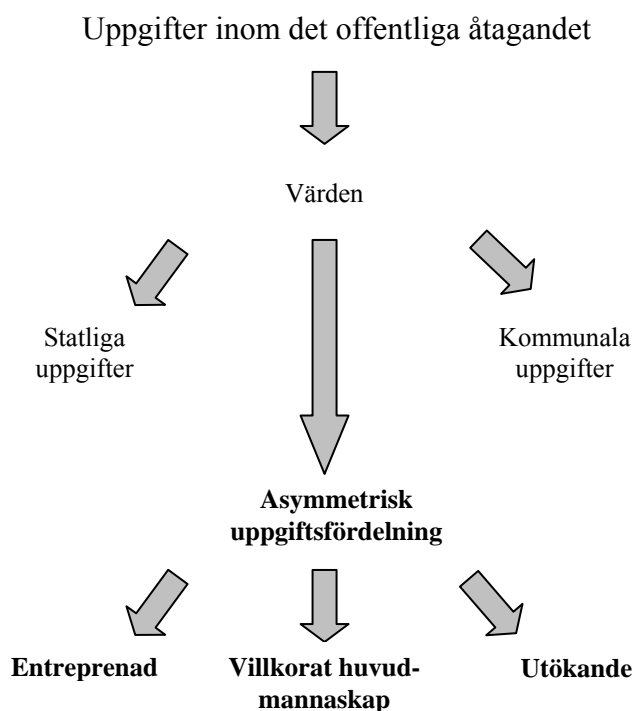 Uppgifter inom det offentliga åtagandet
Värden
Statliga
uppgifter
Kommunala
uppgifter
Asymmetrisk
uppgiftsfördelning
Entreprenad
Villkorat huvud-
mannaskap
Utökande